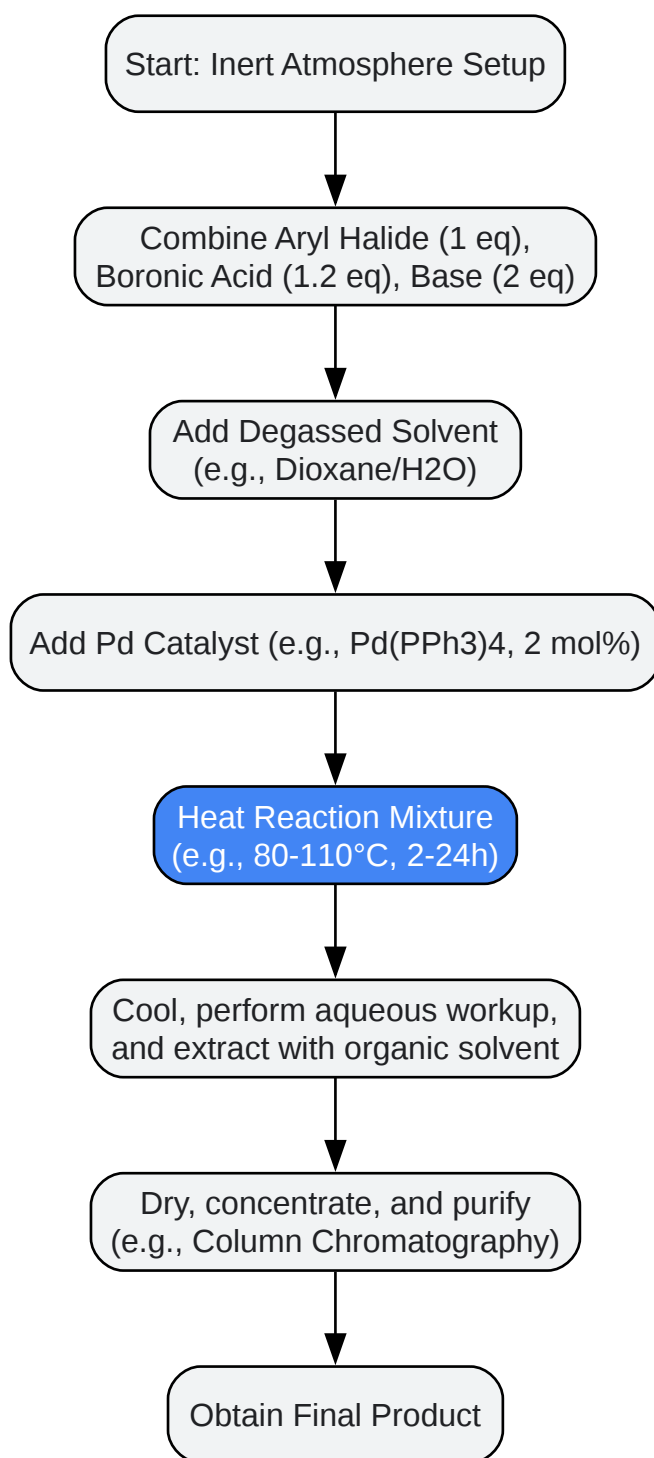 Start: Inert Atmosphere Setup
Combine Aryl Halide (1 eq),
Boronic Acid (1.2 eq), Base (2 eq)
Add Degassed Solvent
(e.g., Dioxane/H2O)
Add Pd Catalyst (e.g., Pd(PPh3)4, 2 mol%)
Heat Reaction Mixture
(e.g., 80-110°C, 2-24h)
Cool, perform aqueous workup,
and extract with organic solvent
Dry, concentrate, and purify
(e.g., Column Chromatography)
Obtain Final Product